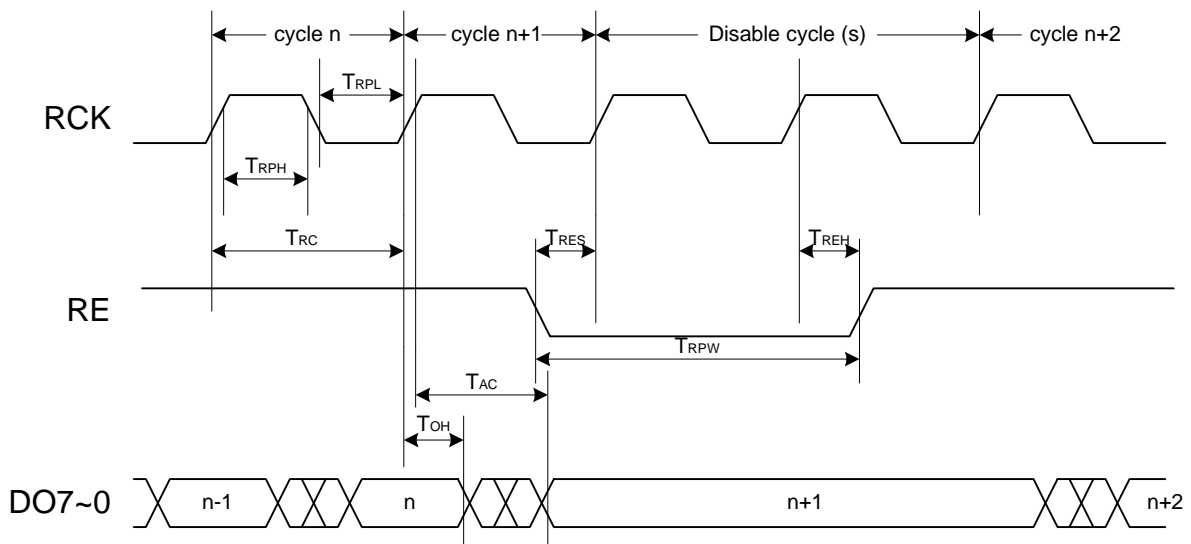 cycle n cycle n+1 Disable cycle (s) cycle n+2
TRPL
RCK
TRPH
TRC TRES TREH
RE
TRPW
TAC
TOH
DO7~0 n-1 n n+1 n+2